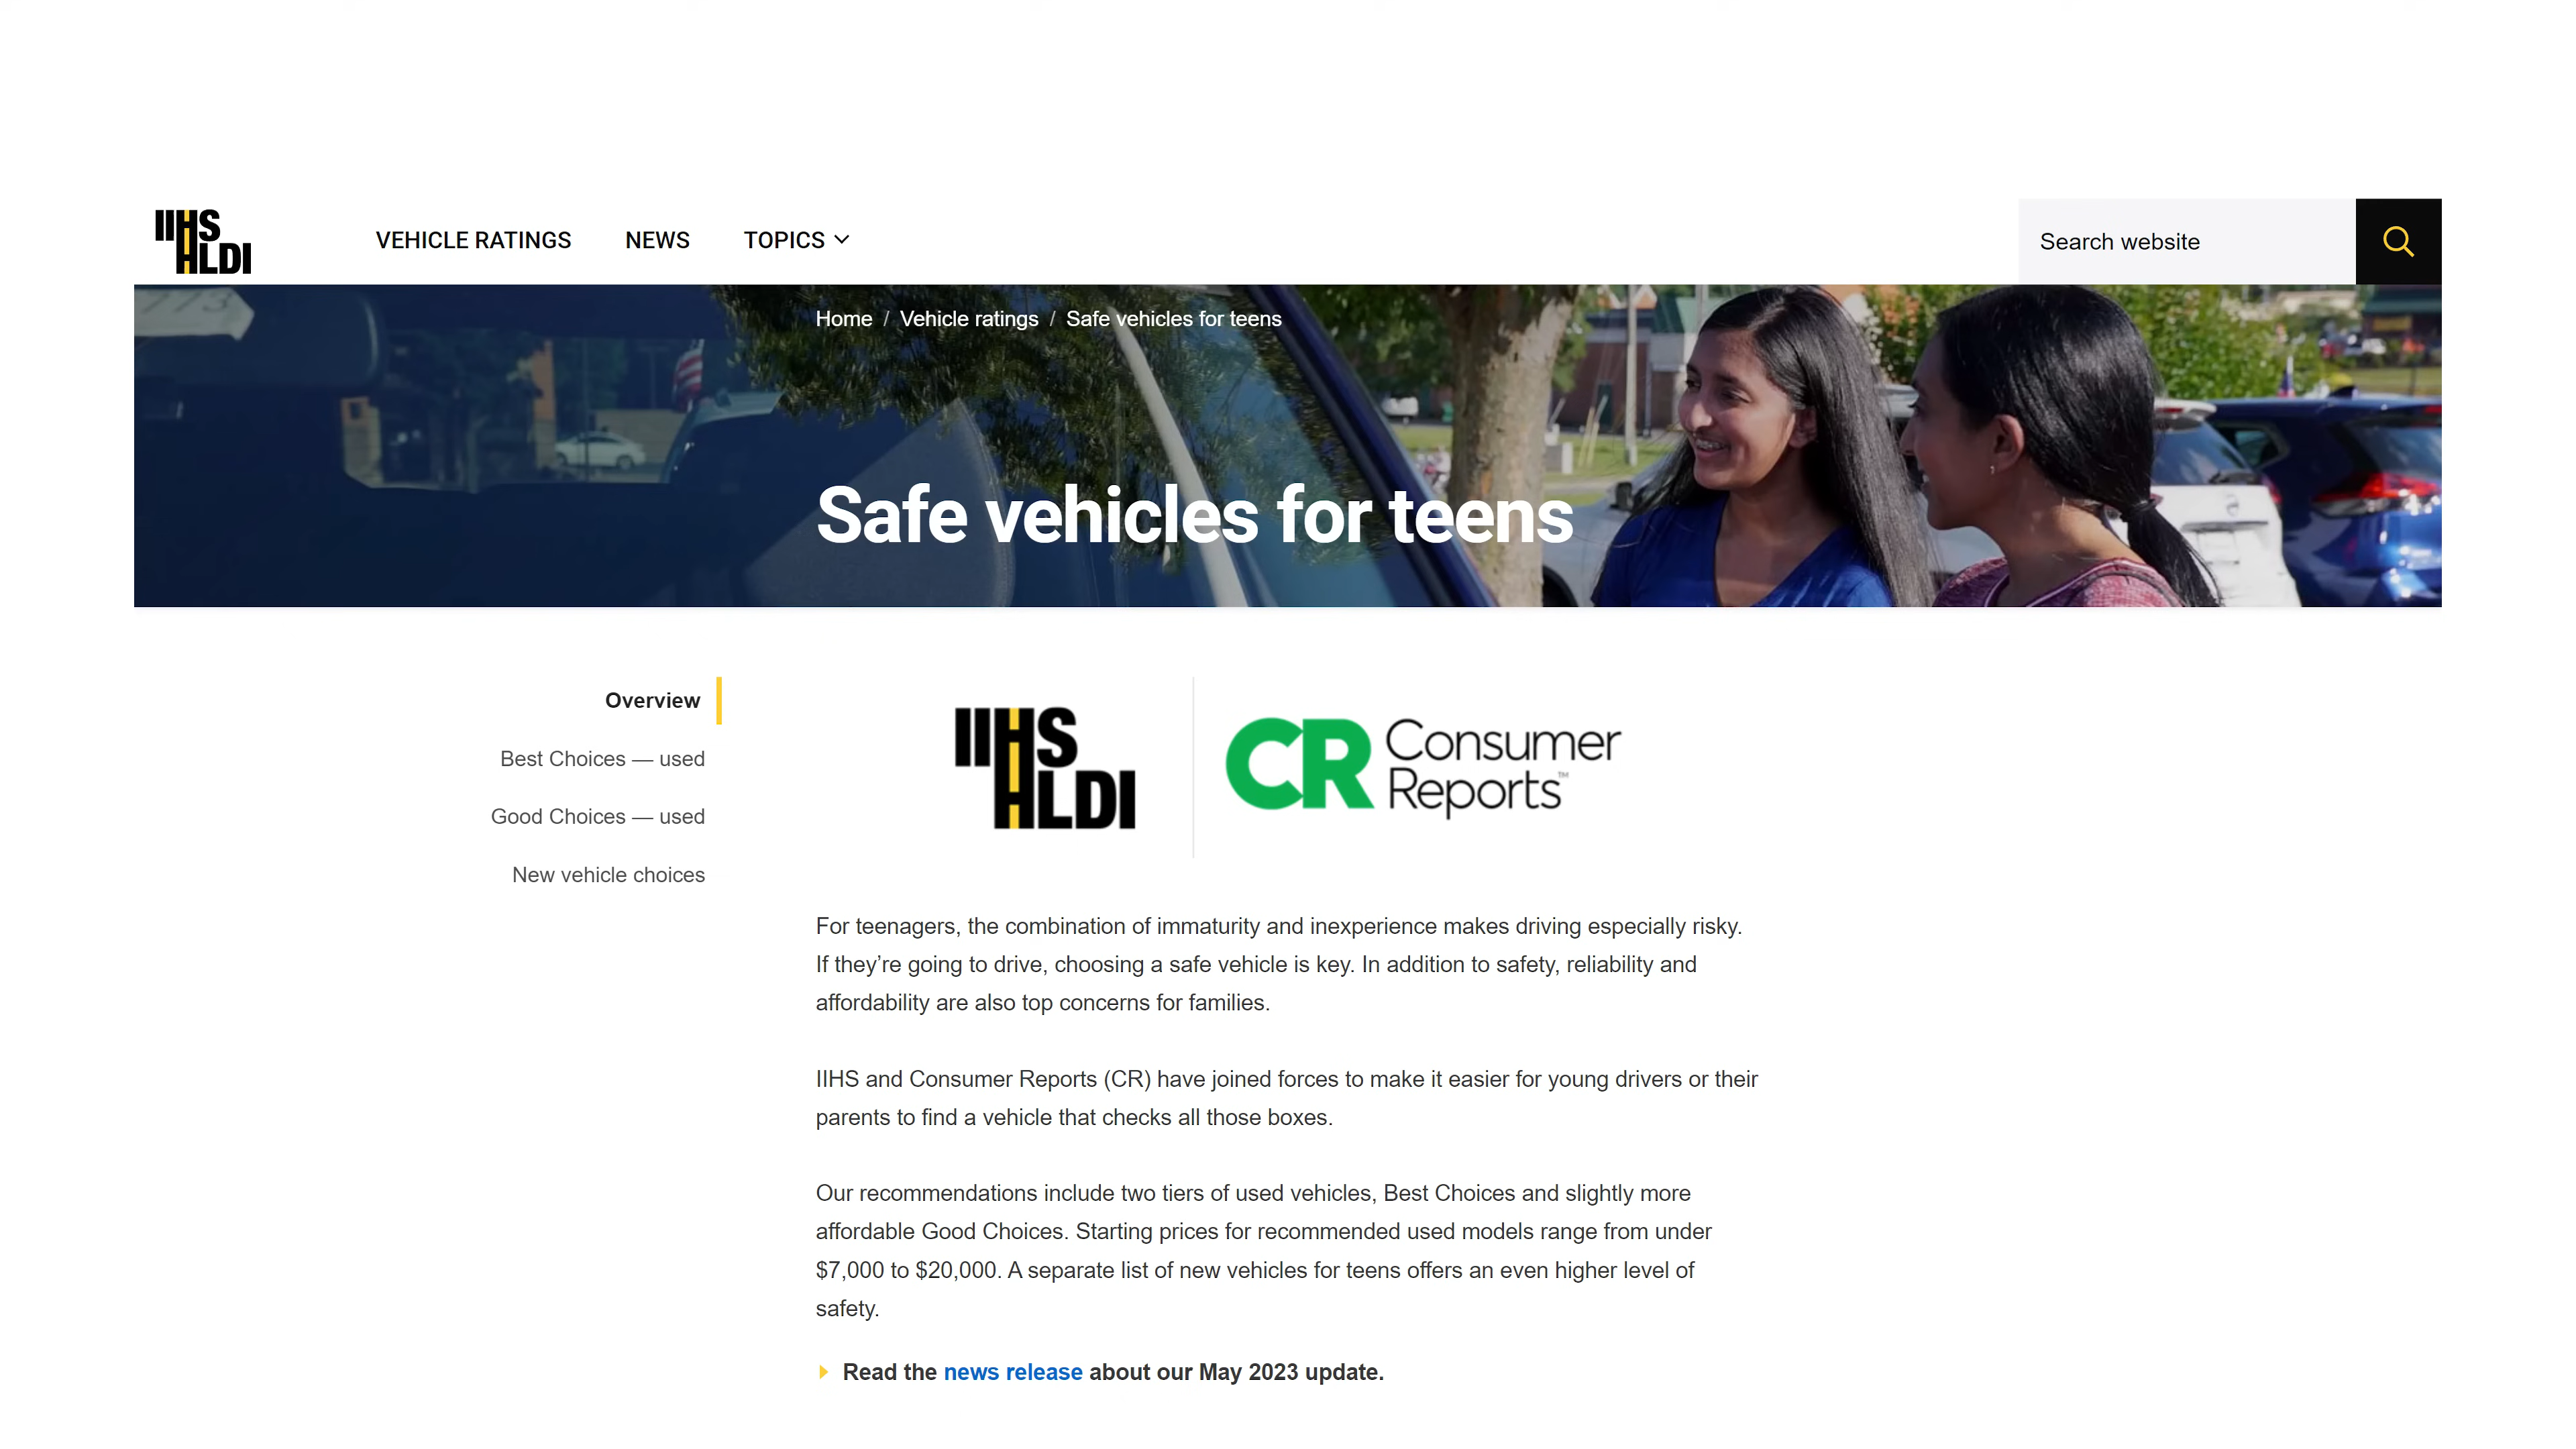 IIHS
HLDI
VEHICLE RATINGS
NEWS
TOPICS
Search website
Home / Vehicle ratings / Safe vehicles for teens
Safe vehicles for teens
Overview
Best Choices — used
Good Choices — used
New vehicle choices
IIHS
HLDI
CR Consumer
Reports™
For teenagers, the combination of immaturity and inexperience makes driving especially risky.
If they’re going to drive, choosing a safe vehicle is key. In addition to safety, reliability and
affordability are also top concerns for families.
IIHS and Consumer Reports (CR) have joined forces to make it easier for young drivers or their
parents to find a vehicle that checks all those boxes.
Our recommendations include two tiers of used vehicles, Best Choices and slightly more
affordable Good Choices. Starting prices for recommended used models range from under
$7,000 to $20,000. A separate list of new vehicles for teens offers an even higher level of
safety.
Read the news release about our May 2023 update.